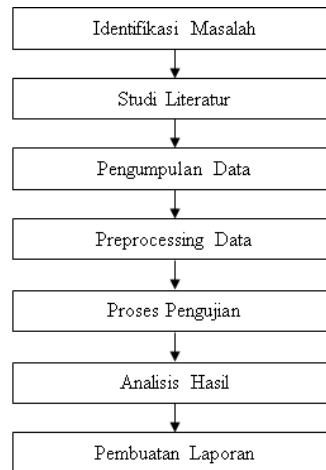 Identifikasi Masalah
Studi Literatur
Pengumpulan Data
Preprocessing Data
Proses Pengujian
Analisis Hasil
Pembuatan Laporan